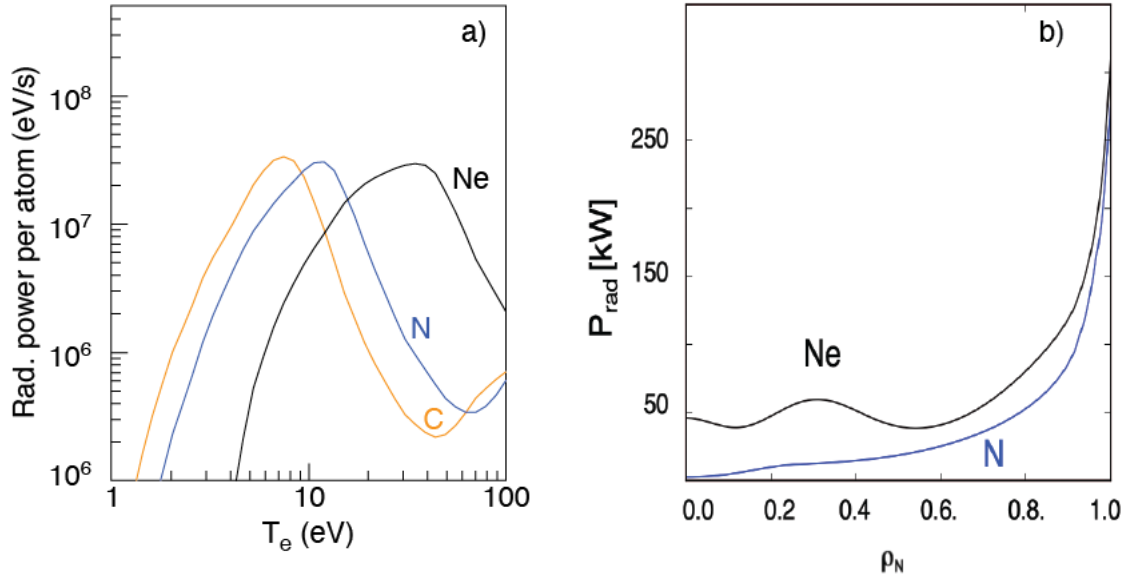 a)
Rad. power per atom (eV/s)
10⁸
10⁷
10⁶
10⁶
Ne
N
C
1
10
100
Tₑ (eV)
b)
P_rad [kW]
250
150
50
Ne
N
0.0
0.2
0.4
0.6.
0.8.
1.0
ρ_N